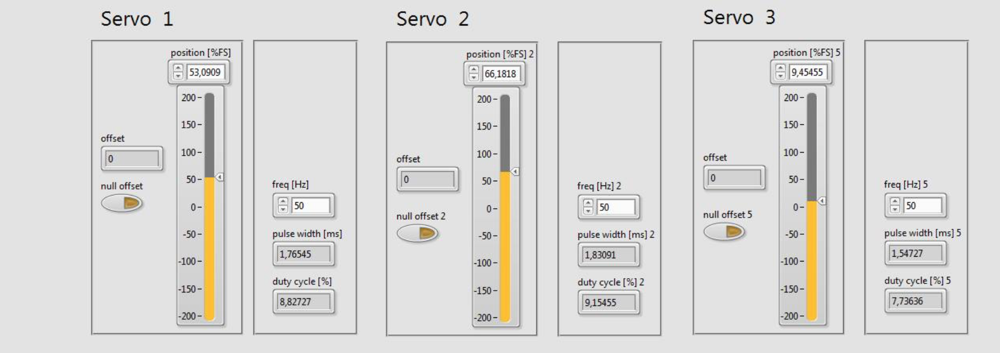 Servo 1
position [%FS]
53,0909
200
150
100
50
0
-50
-100
-150
-200
offset
0
null offset
freq [Hz]
50
pulse width [ms]
1,76545
duty cycle [%]
8,82727
Servo 2
position [%FS] 2
66,1818
200
150
100
50
0
-50
-100
-150
-200
offset
0
null offset 2
freq [Hz] 2
50
pulse width [ms] 2
1,83091
duty cycle [%] 2
9,15455
Servo 3
position [%FS] 5
9,45455
200
150
100
50
0
-50
-100
-150
-200
offset
0
null offset 5
freq [Hz] 5
50
pulse width [ms] 5
1,54727
duty cycle [%] 5
7,73636